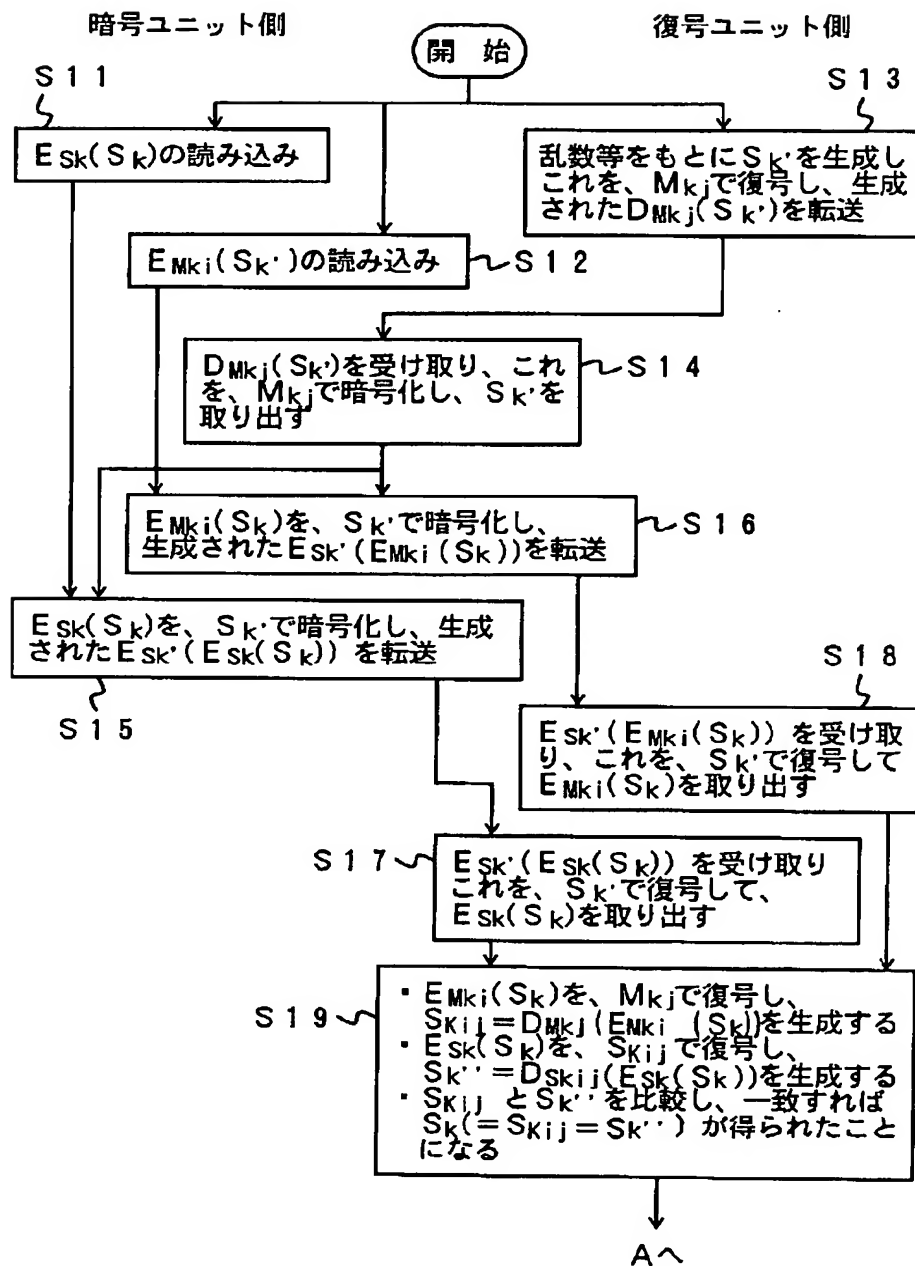 暗号ユニット側
復号ユニット側
開 始
S11
S13
ESk(Sk)の読み込み
乱数等をもとにSk'を生成し
これを、Mkjで復号し、生成
されたDMkj(Sk')を転送
EMki(Sk')の読み込み
S12
DMkj(Sk')を受け取り、これ
を、Mkjで暗号化し、Sk'を
取り出す
S14
EMki(Sk)を、Sk'で暗号化し、
生成されたESk'(EMki(Sk))を転送
S16
ESk(Sk)を、Sk'で暗号化し、生成
されたESk'(ESk(Sk))を転送
S15
S18
ESk'(EMki(Sk))を受け取
り、これを、Sk'で復号して
EMki(Sk)を取り出す
S17
ESk'(ESk(Sk))を受け取り
これを、Sk'で復号して、
ESk(Sk)を取り出す
S19
・EMki(Sk)を、Mkjで復号し、
SKij=DMkj(EMki(Sk))を生成する
・ESk(Sk)を、SKijで復号し、
Sk''=DSkij(ESk(Sk))を生成する
・SKijとSk''を比較し、一致すれば
Sk(=SKij=Sk'')が得られたこと
になる
Aへ